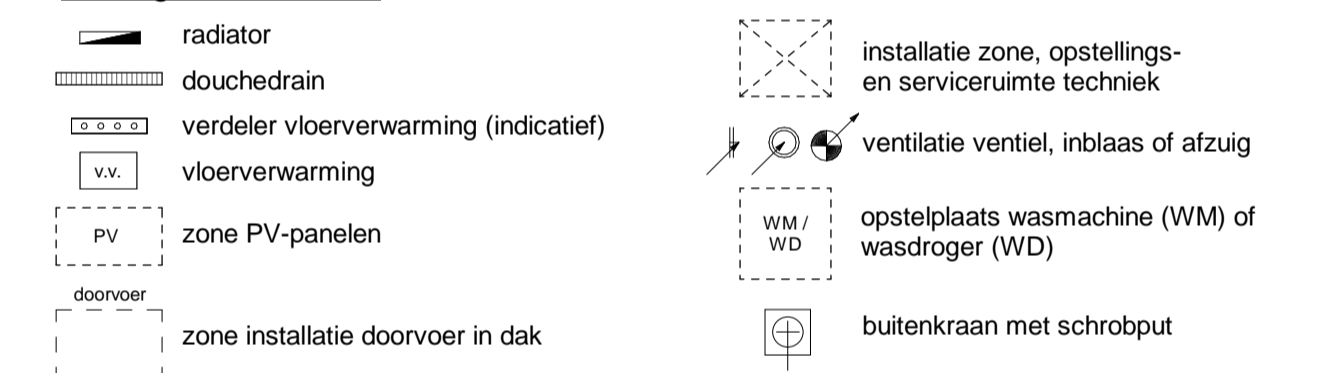 radiator
douchedrain
verdeler vloerverwarming (indicatief)
v.v.
vloerverwarming
PV
zone PV-panelen
doorvoer
zone installatie doorvoer in dak
installatie zone, opstellings-
en serviceruimte techniek
ventilatie ventiel, inblaas of afzuig
WM /
WD
opstelplaats wasmachine (WM) of
wasdroger (WD)
buitenkraan met schrobput